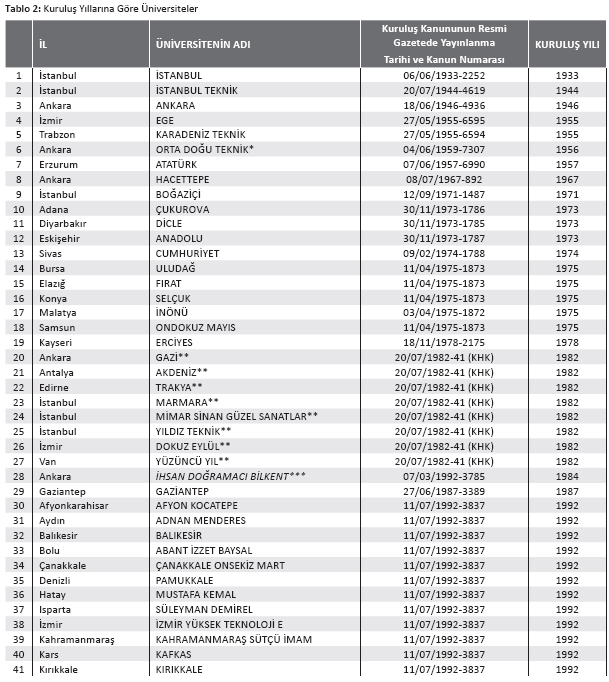 Tablo 2: Kuruluş Yıllarına Göre Üniversiteler
İL ÜNİVERSİTENİN ADI Kuruluş Kanununun Resmi Gazetede Yayınlanma Tarihi ve Kanun Numarası KURULUŞ YILI
1 İstanbul İSTANBUL 06/06/1933-2252 1933
2 İstanbul İSTANBUL TEKNİK 20/07/1944-4619 1944
3 Ankara ANKARA 18/06/1946-4936 1946
4 İzmir EGE 27/05/1955-6595 1955
5 Trabzon KARADENİZ TEKNİK 27/05/1955-6594 1955
6 Ankara ORTA DOĞU TEKNİK* 04/06/1959-7307 1956
7 Erzurum ATATÜRK 07/06/1957-6990 1957
8 Ankara HACETTEPE 08/07/1967-892 1967
9 İstanbul BOĞAZİÇİ 12/09/1971-1487 1971
10 Adana ÇUKUROVA 30/11/1973-1786 1973
11 Diyarbakır DİCLE 30/11/1973-1785 1973
12 Eskişehir ANADOLU 30/11/1973-1787 1973
13 Sivas CUMHURİYET 09/02/1974-1788 1974
14 Bursa ULUDAĞ 11/04/1975-1873 1975
15 Elazığ FIRAT 11/04/1975-1873 1975
16 Konya SELÇUK 11/04/1975-1873 1975
17 Malatya İNÖNÜ 03/04/1975-1872 1975
18 Samsun ONDOKUZ MAYIS 11/04/1975-1873 1975
19 Kayseri ERCİYES 18/11/1978-2175 1978
20 Ankara GAZİ** 20/07/1982-41 (KHK) 1982
21 Antalya AKDENİZ** 20/07/1982-41 (KHK) 1982
22 Edirne TRAKYA** 20/07/1982-41 (KHK) 1982
23 İstanbul MARMARA** 20/07/1982-41 (KHK) 1982
24 İstanbul MİMAR SİNAN GÜZEL SANATLAR** 20/07/1982-41 (KHK) 1982
25 İstanbul YILDIZ TEKNİK** 20/07/1982-41 (KHK) 1982
26 İzmir DOKUZ EYLÜL** 20/07/1982-41 (KHK) 1982
27 Van YÜZÜNCÜ YIL** 20/07/1982-41 (KHK) 1982
28 Ankara İHSAN DOĞRAMACI BİLKENT*** 07/03/1992-3785 1984
29 Gaziantep GAZİANTEP 27/06/1987-3389 1987
30 Afyonkarahisar AFYON KOCATEPE 11/07/1992-3837 1992
31 Aydın ADNAN MENDERES 11/07/1992-3837 1992
32 Balıkesir BALIKESİR 11/07/1992-3837 1992
33 Bolu ABANT İZZET BAYSAL 11/07/1992-3837 1992
34 Çanakkale ÇANAKKALE ONSEKİZ MART 11/07/1992-3837 1992
35 Denizli PAMUKKALE 11/07/1992-3837 1992
36 Hatay MUSTAFA KEMAL 11/07/1992-3837 1992
37 Isparta SÜLEYMAN DEMİREL 11/07/1992-3837 1992
38 İzmir İZMİR YÜKSEK TEKNOLOJİ E 11/07/1992-3837 1992
39 Kahramanmaraş KAHRAMANMARAŞ SÜTÇÜ İMAM 11/07/1992-3837 1992
40 Kars KAFKAS 11/07/1992-3837 1992
41 Kırıkkale KIRIKKALE 11/07/1992-3837 1992